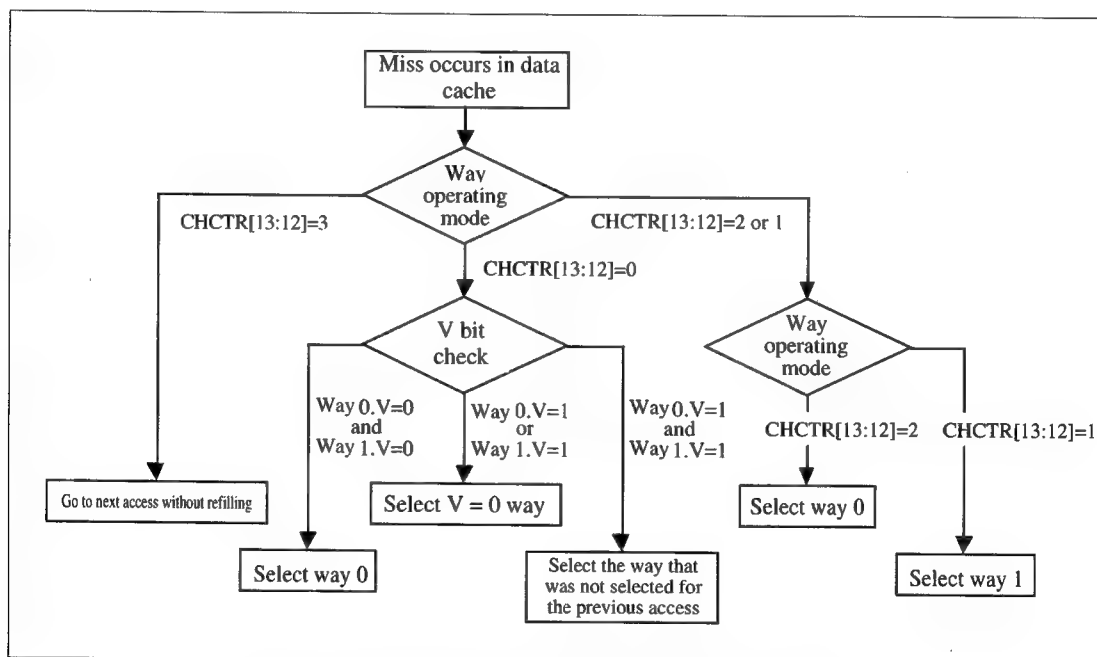 Miss occurs in data
cache
Way
operating
mode
CHCTR[13:12]=3
CHCTR[13:12]=2 or 1
CHCTR[13:12]=0
V bit
check
Way
operating
mode
Way 0.V=0
and
Way 1.V=0
Way 0.V=1
or
Way 1.V=1
Way 0.V=1
and
Way 1.V=1
CHCTR[13:12]=2
CHCTR[13:12]=1
Go to next access without refilling
Select V = 0 way
Select way 0
Select way 0
Select the way that
was not selected for
the previous access
Select way 1